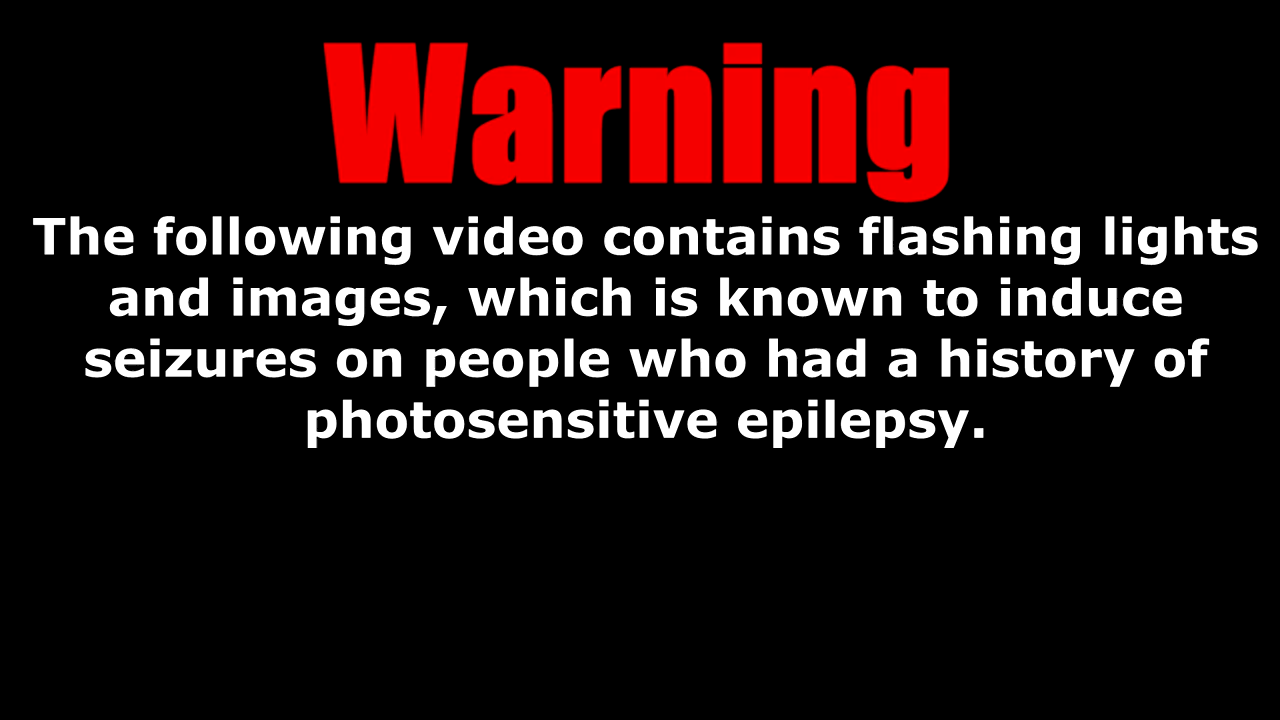 Warning
The following video contains flashing lights
and images, which is known to induce
seizures on people who had a history of
photosensitive epilepsy.